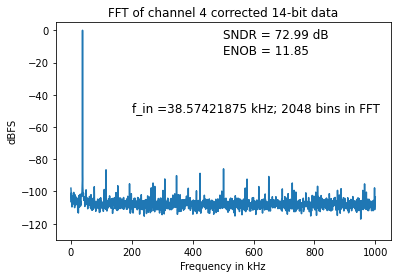 FFT of channel 4 corrected 14-bit data
SNDR = 72.99 dB
ENOB = 11.85
f_in =38.57421875 kHz; 2048 bins in FFT
dBFS
0
−20
−40
−60
−80
−100
−120
0
200
400
600
800
1000
Frequency in kHz